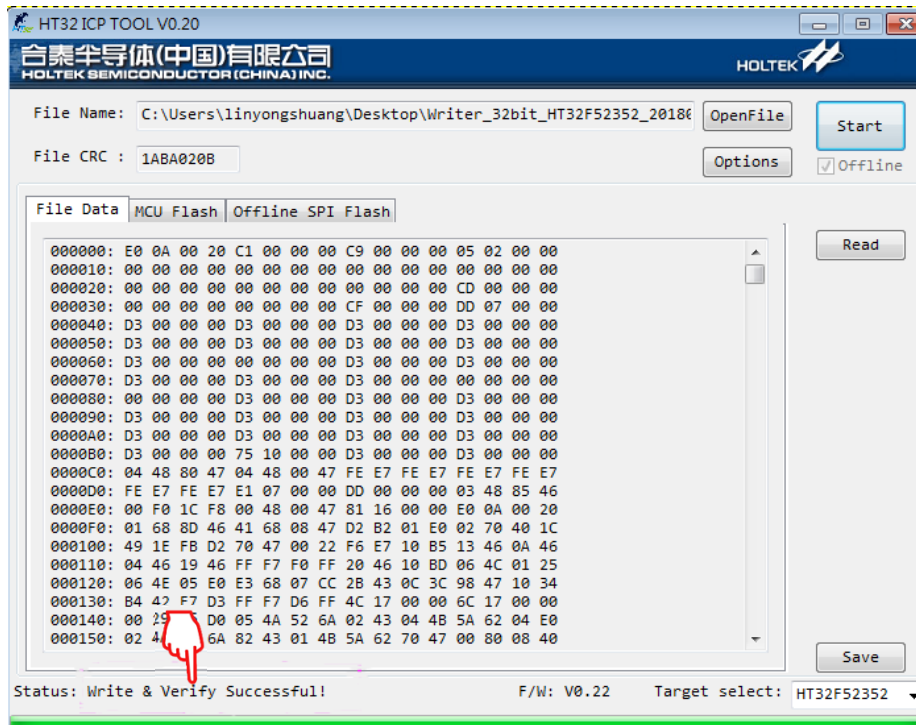 HT32 ICP TOOL V0.20
合泰半导体(中国)有限公司
HOLTEK SEMICONDUCTOR (CHINA) INC.
HOLTEK
File Name: C:\Users\linyongshuang\Desktop\Writer_32bit_HT32F52352_2018 OpenFile
Start
File CRC : 1ABA020B Options Offline
File Data MCU Flash Offline SPI Flash
Read
000000: E0 0A 00 20 C1 00 00 00 C9 00 00 00 05 02 00 00
000010: 00 00 00 00 00 00 00 00 00 00 00 00 00 00 00 00
000020: 00 00 00 00 00 00 00 00 00 00 00 00 CD 00 00 00
000030: 00 00 00 00 00 00 00 00 CF 00 00 00 DD 07 00 00
000040: D3 00 00 00 D3 00 00 00 D3 00 00 00 D3 00 00 00
000050: D3 00 00 00 D3 00 00 00 D3 00 00 00 D3 00 00 00
000060: D3 00 00 00 00 00 00 00 D3 00 00 00 D3 00 00 00
000070: D3 00 00 00 D3 00 00 00 D3 00 00 00 00 00 00 00
000080: 00 00 00 00 D3 00 00 00 D3 00 00 00 D3 00 00 00
000090: D3 00 00 00 D3 00 00 00 D3 00 00 00 D3 00 00 00
0000A0: D3 00 00 00 D3 00 00 00 D3 00 00 00 D3 00 00 00
0000B0: D3 00 00 00 75 10 00 00 D3 00 00 00 D3 00 00 00
0000C0: 04 48 80 47 04 48 00 47 FE E7 FE E7 FE E7 FE E7
0000D0: FE E7 FE E7 E1 07 00 00 DD 00 00 00 03 48 85 46
0000E0: 00 F0 1C F8 00 48 00 47 81 16 00 00 E0 0A 00 20
0000F0: 01 68 8D 46 41 68 08 47 D2 B2 01 E0 02 70 40 1C
000100: 49 1E FB D2 70 47 00 22 F6 E7 10 B5 13 46 0A 46
000110: 04 46 19 46 FF F7 F0 FF 20 46 10 BD 06 4C 01 25
000120: 06 4E 05 E0 E3 68 07 CC 2B 43 0C 3C 98 47 10 34
000130: B4 42 F7 D3 FF F7 D6 FF 4C 17 00 00 6C 17 00 00
000140: 00 D0 05 4A 52 6A 02 43 04 4B 5A 62 04 E0
000150: 02 6A 82 43 01 4B 5A 62 70 47 00 80 08 40
Save
Status: Write & Verify Successful! F/W: V0.22 Target select: HT32F52352